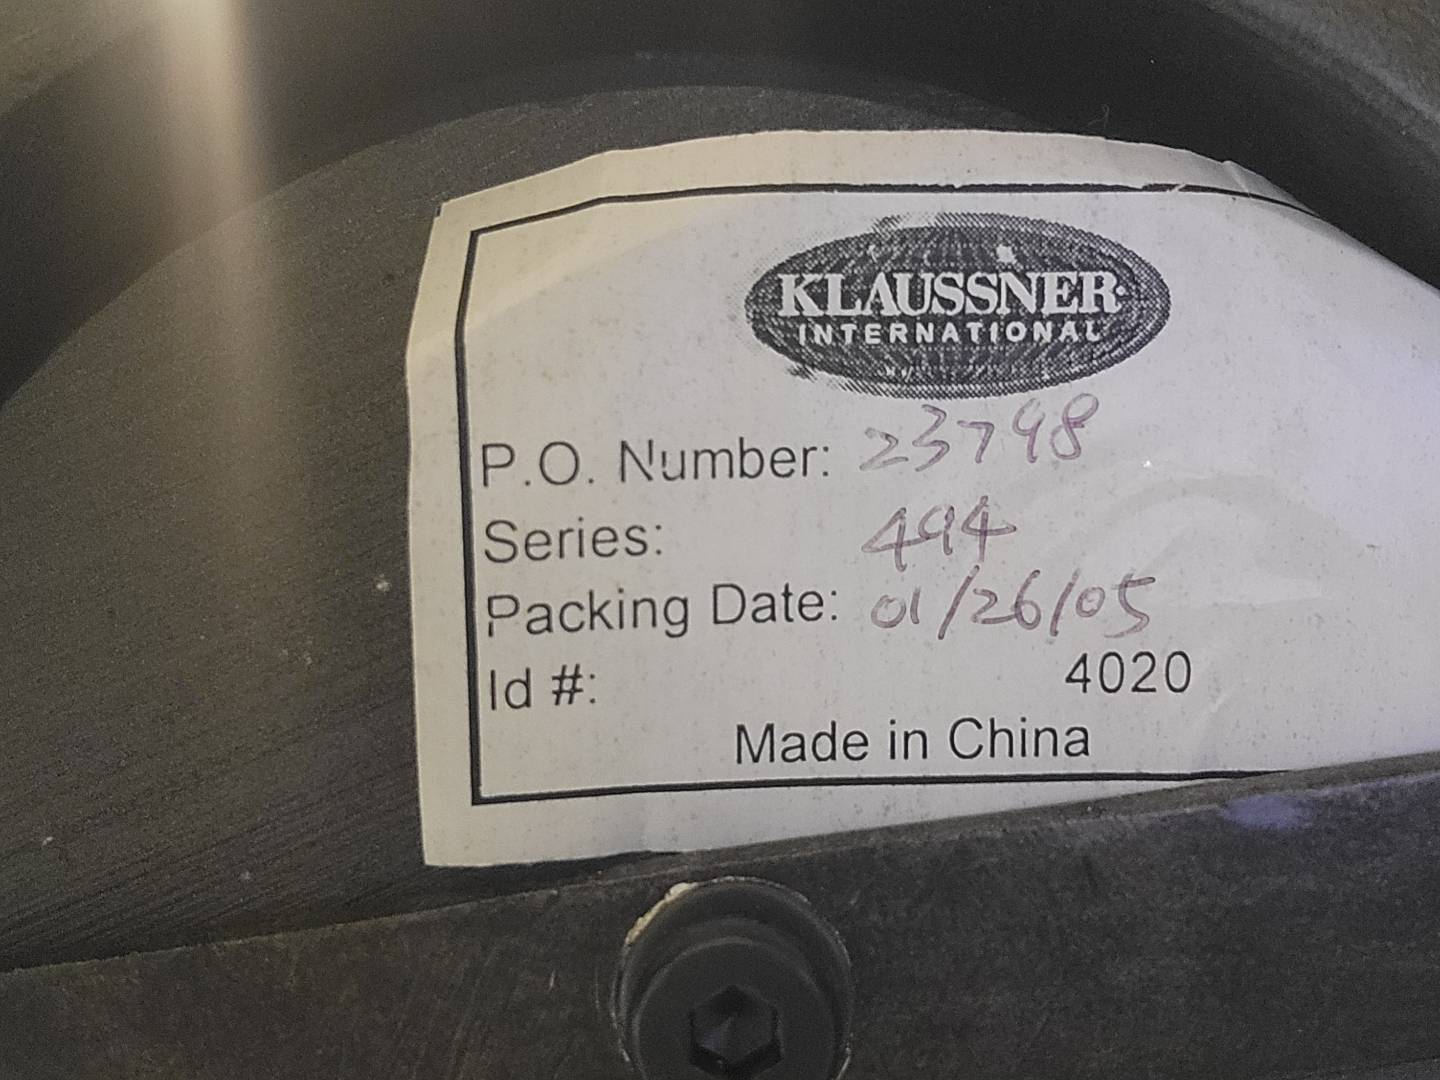 KLAUSSNER
INTERNATIONAL
P.O. Number: 23798
Series: 494
Packing Date: 01/26/05
Id #: 4020
Made in China